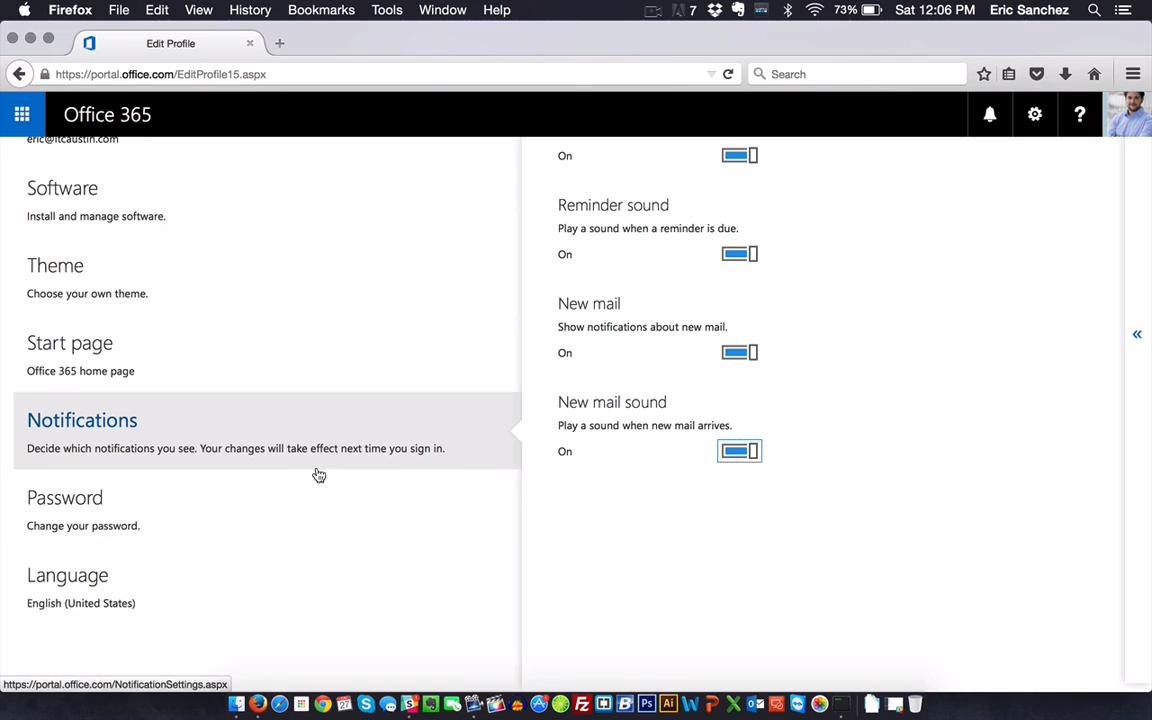 Firefox File Edit View History Bookmarks Tools Window Help 7 73% Sat 12:06 PM Eric Sanchez
Edit Profile
https://portal.office.com/EditProfile15.aspx Search
Office 365 ?
eric@itcaustin.com
Software
Install and manage software.
Theme
Choose your own theme.
Start page
Office 365 home page
Notifications
Decide which notifications you see. Your changes will take effect next time you sign in.
Password
Change your password.
Language
English (United States)
On
Reminder sound
Play a sound when a reminder is due.
On
New mail
Show notifications about new mail.
On
New mail sound
Play a sound when new mail arrives.
On
«
https://portal.office.com/NotificationSettings.aspx